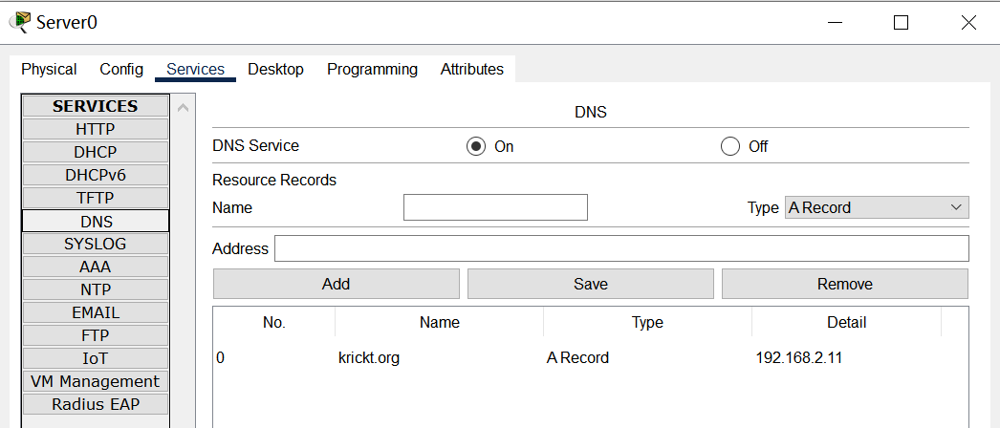 Server0
Physical Config Services Desktop Programming Attributes
SERVICES
HTTP
DHCP
DHCPv6
TFTP
DNS
SYSLOG
AAA
NTP
EMAIL
FTP
IoT
VM Management
Radius EAP
DNS
DNS Service On Off
Resource Records
Name Type A Record
Address
Add Save Remove
No. Name Type Detail
0 krickt.org A Record 192.168.2.11